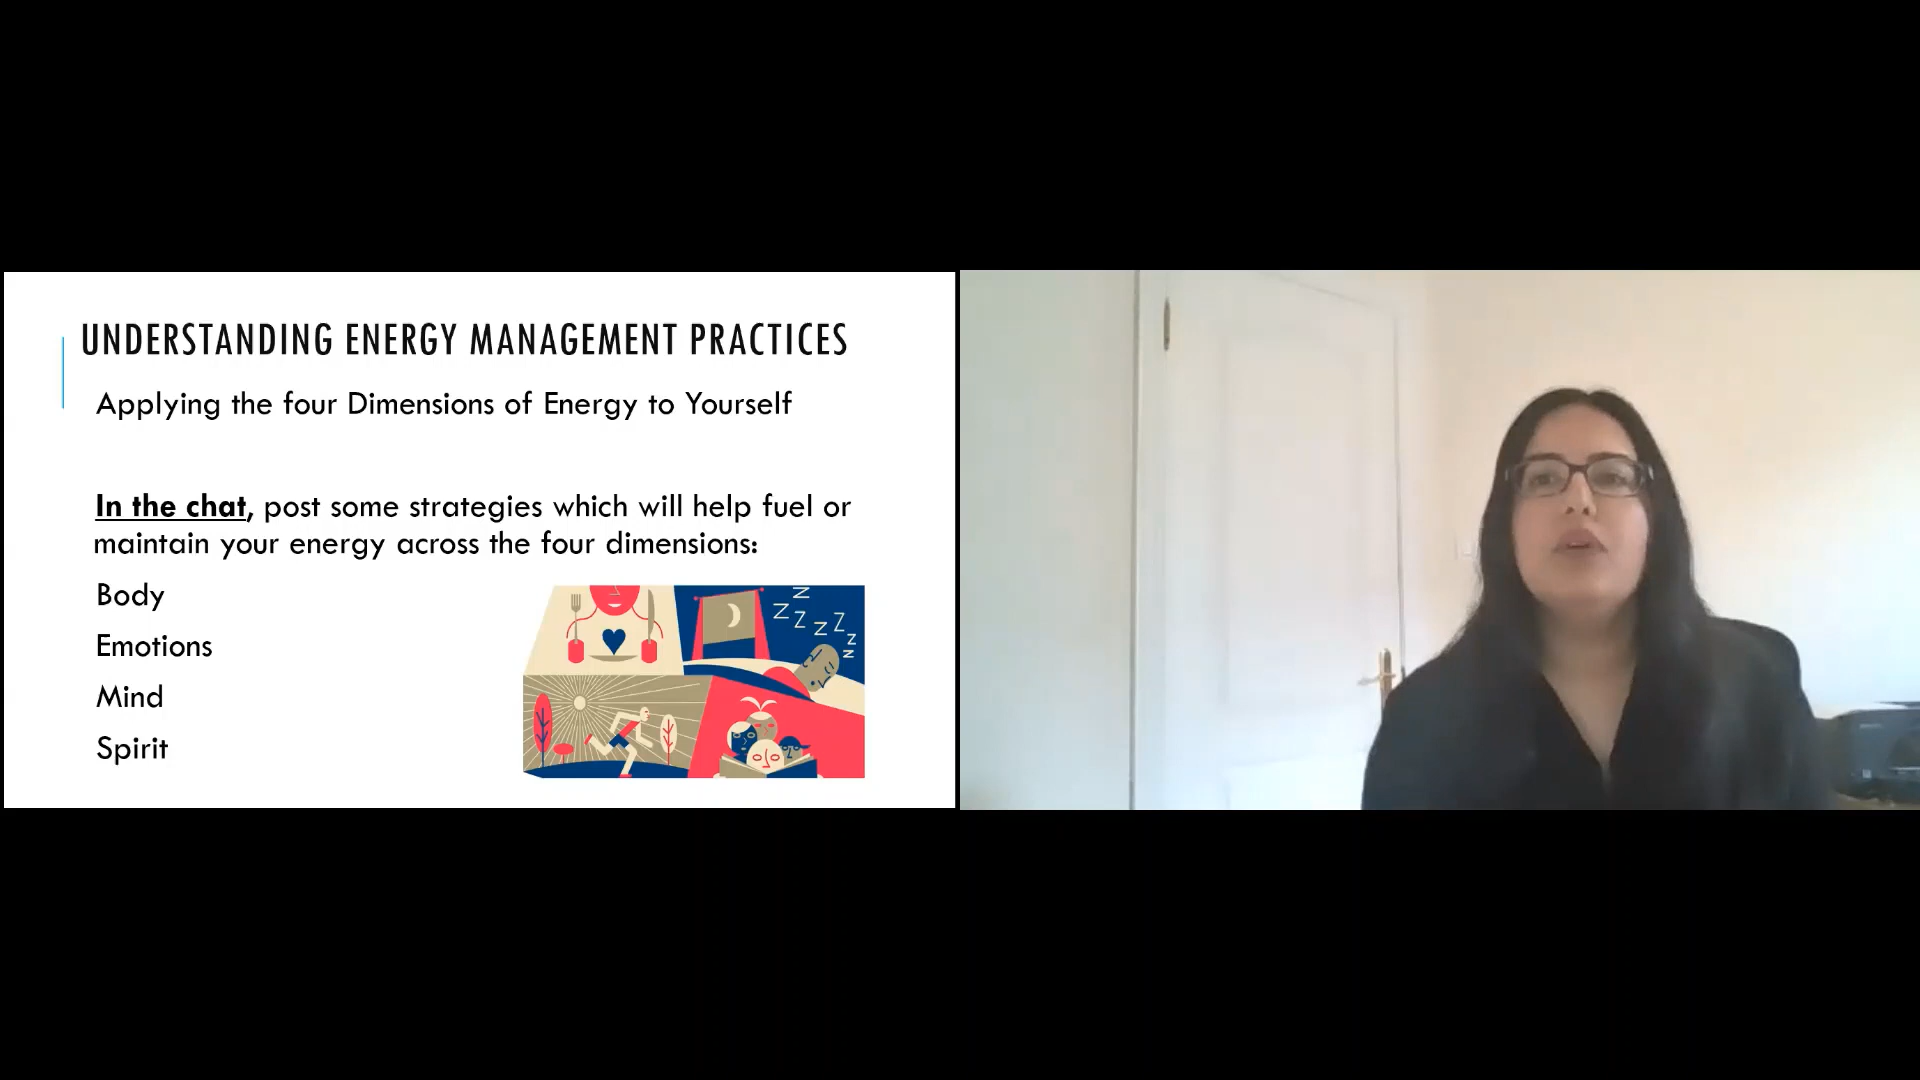 UNDERSTANDING ENERGY MANAGEMENT PRACTICES
Applying the four Dimensions of Energy to Yourself
In the chat, post some strategies which will help fuel or
maintain your energy across the four dimensions:
Body
Emotions
Mind
Spirit
Z Z Z Z Z Z Z